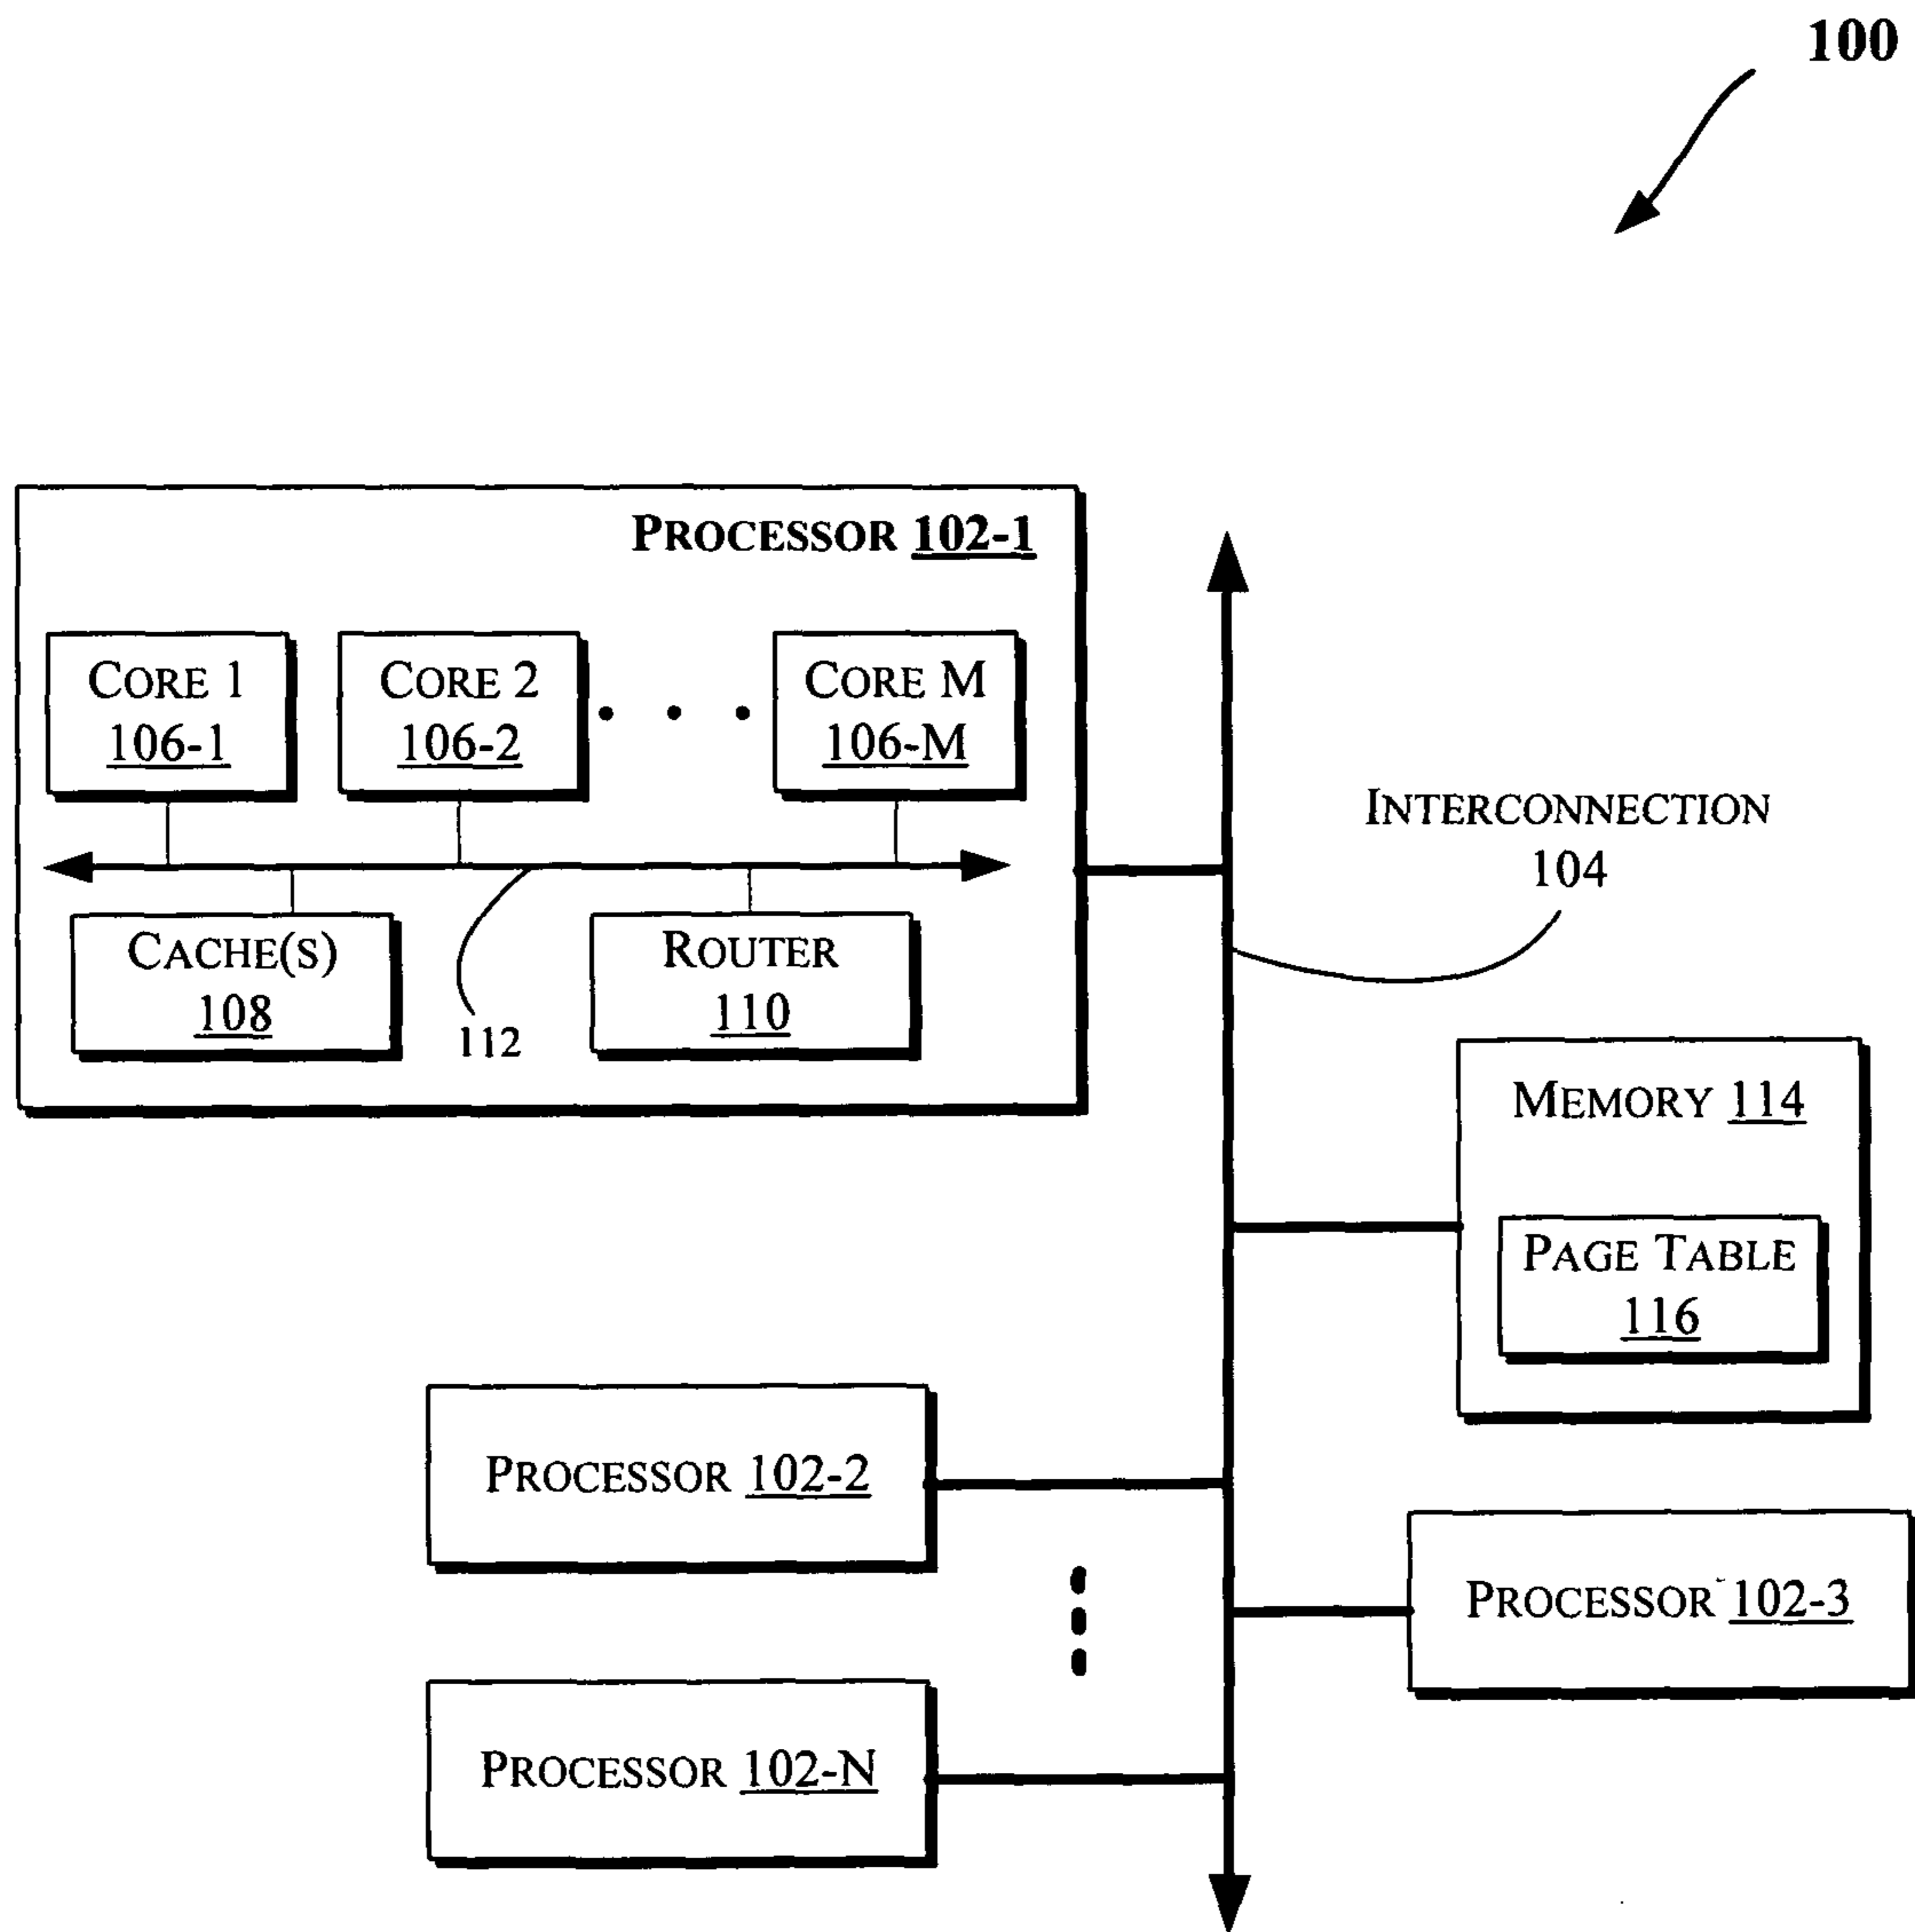 100
PROCESSOR 102-1
CORE 1
106-1
CORE 2
106-2
CORE M
106-M
CACHE(S)
108
112
ROUTER
110
INTERCONNECTION
104
MEMORY 114
PAGE TABLE
116
PROCESSOR 102-2
PROCESSOR 102-3
PROCESSOR 102-N